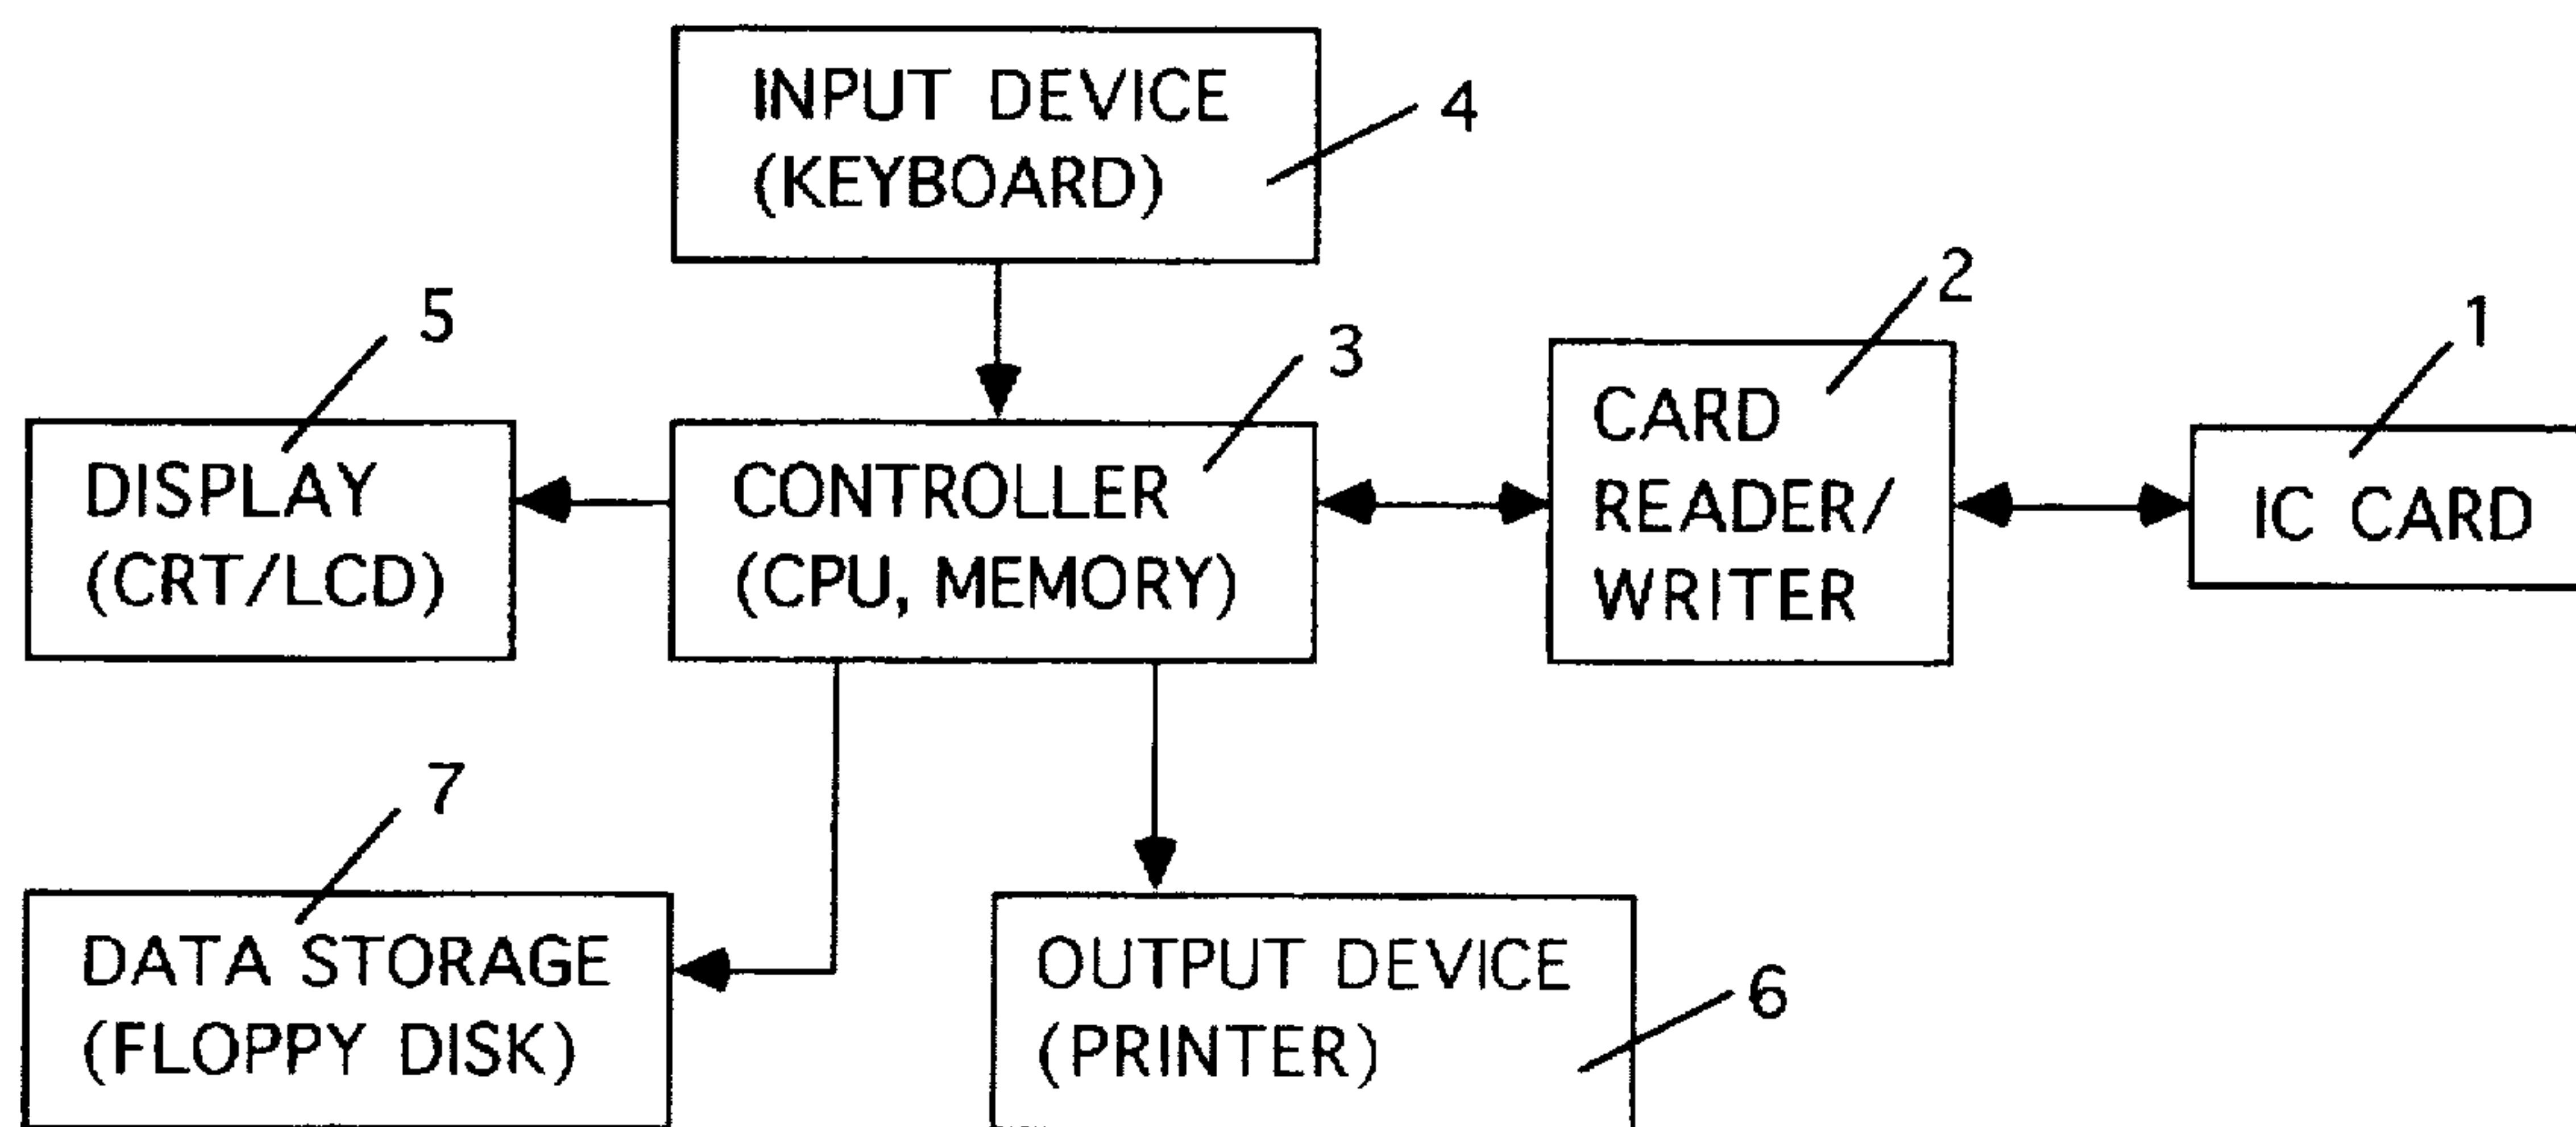 INPUT DEVICE
(KEYBOARD)
4
5
DISPLAY
(CRT/LCD)
3
CONTROLLER
(CPU, MEMORY)
2
CARD
READER/
WRITER
1
IC CARD
7
DATA STORAGE
(FLOPPY DISK)
OUTPUT DEVICE
(PRINTER)
6